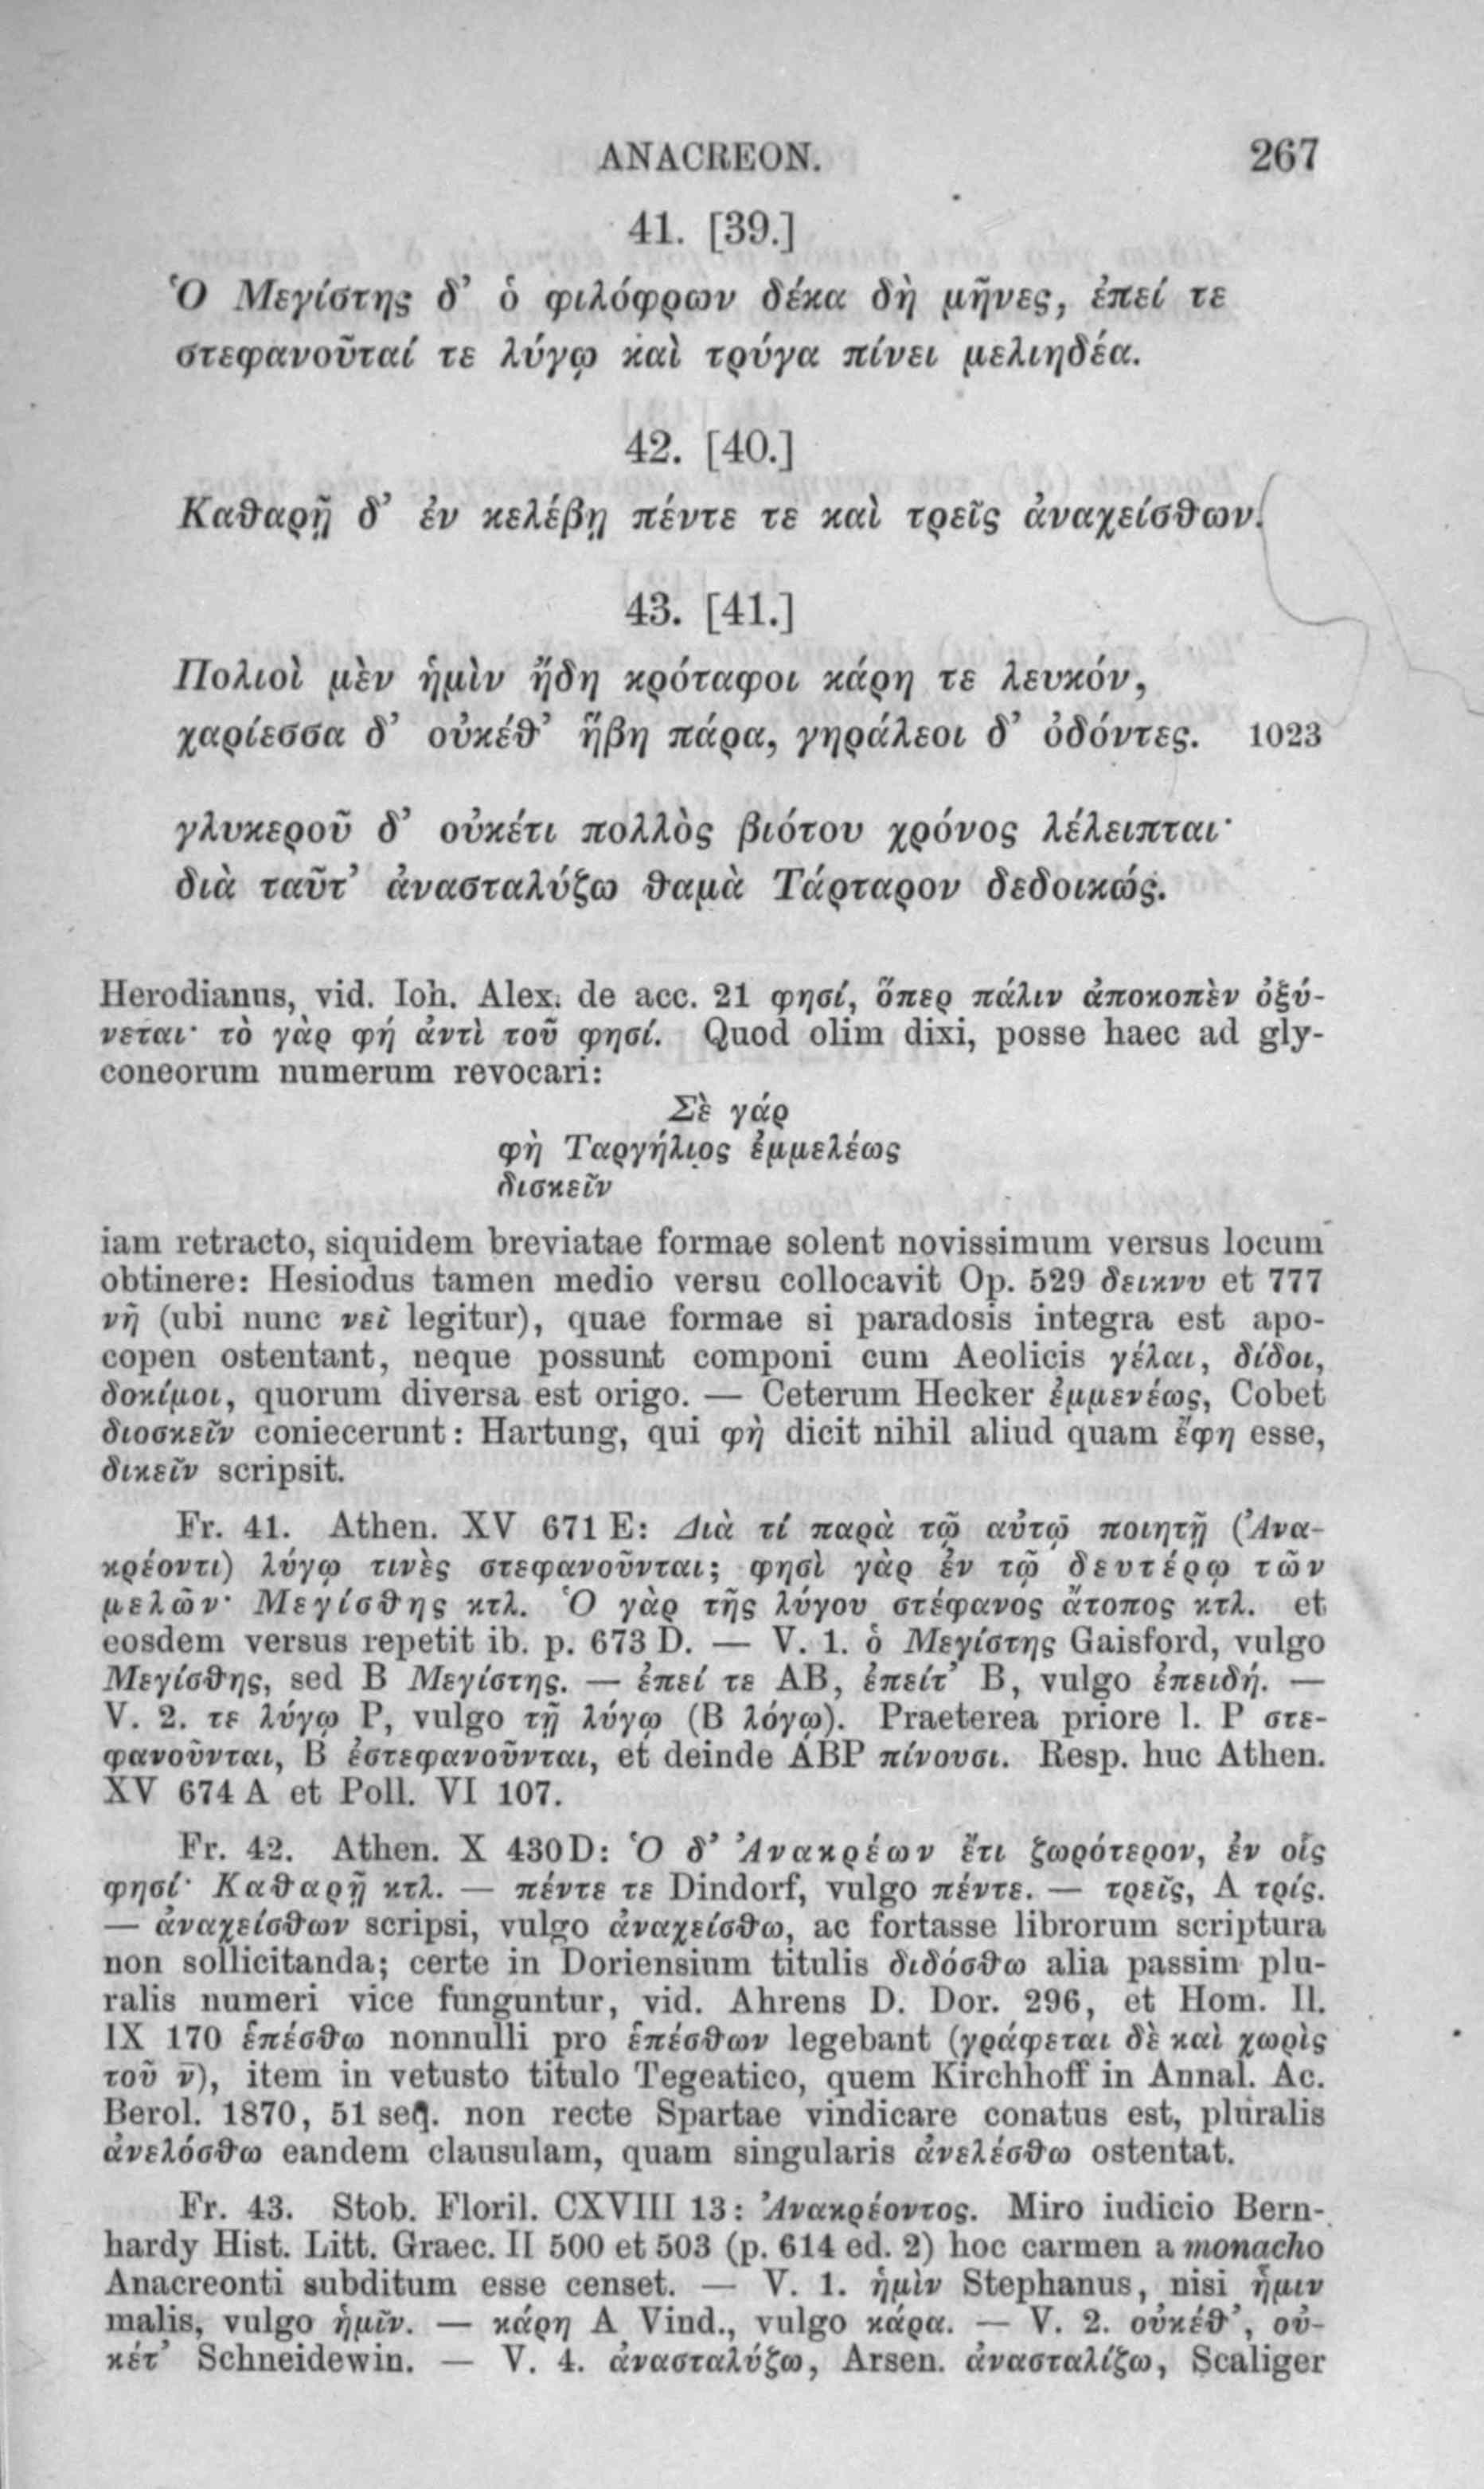 ANACREON. 267
41. [39.]
Ὁ Μεγίστης δ’ ὁ φιλόφρων δέκα δὴ μῆνες, ἐπεί τε
στεφανοῦταί τε λύγῳ καὶ τρύγα πίνει μελιηδέα.
42. [40.]
Καθαρῇ δ’ ἐν κελέβῃ πέντε τε καὶ τρεῖς ἀναχείσθων.
43. [41.]
Πολιοὶ μὲν ἡμὶν ἤδη κρόταφοι κάρη τε λευκόν,
χαρίεσσα δ’ οὐκέθ’ ἥβη πάρα, γηράλεοι δ’ ὀδόντες. 1023
γλυκεροῦ δ’ οὐκέτι πολλὸς βιότου χρόνος λέλειπται·
διὰ ταῦτ’ ἀνασταλύζω θαμὰ Τάρταρον δεδοικώς.
Herodianus, vid. Ioh. Alex. de acc. 21 φησί, ὅπερ πάλιν ἀποκοπὲν ὀξύ-
νεται· τὸ γὰρ φή ἀντὶ τοῦ φησί. Quod olim dixi, posse haec ad gly-
coneorum numerum revocari:
Σὲ γάρ
φὴ Ταργήλιος ἐμμελέως
δισκεῖν
iam retracto, siquidem breviatae formae solent novissimum versus locum
obtinere: Hesiodus tamen medio versu collocavit Op. 529 δεικνυ et 777
νῆ (ubi nunc νεῖ legitur), quae formae si paradosis integra est apo-
copen ostentant, neque possunt componi cum Aeolicis γέλαι, δίδοι,
δοκίμοι, quorum diversa est origo. — Ceterum Hecker ἐμμενέως, Cobet
διοσκεῖν coniecerunt: Hartung, qui φὴ dicit nihil aliud quam ἔφη esse,
δικεῖν scripsit.
Fr. 41. Athen. XV 671 E: Διὰ τί παρὰ τῷ αὐτῷ ποιητῇ (Ἀνα-
κρέοντι) λύγῳ τινὲς στεφανοῦνται; φησὶ γὰρ ἐν τῷ δευτέρῳ τῶν
μελῶν· Μεγίσθης κτλ. Ὁ γὰρ τῆς λύγου στέφανος ἄτοπος κτλ. et
eosdem versus repetit ib. p. 673 D. — V. 1. ὁ Μεγίστης Gaisford, vulgo
Μεγίσθης, sed B Μεγίστης. — ἐπεί τε AB, ἐπείτ’ B, vulgo ἐπειδή. —
V. 2. τε λύγῳ P, vulgo τῇ λύγῳ (B λόγῳ). Praeterea priore l. P στε-
φανοῦνται, B ἐστεφανοῦνται, et deinde ABP πίνουσι. Resp. huc Athen.
XV 674 A et Poll. VI 107.
Fr. 42. Athen. X 430 D: Ὁ δ’ Ἀνακρέων ἔτι ζωρότερον, ἐν οἷς
φησί· Καθαρῇ κτλ. — πέντε τε Dindorf, vulgo πέντε. — τρεῖς, A τρίς.
— ἀναχείσθων scripsi, vulgo ἀναχείσθω, ac fortasse librorum scriptura
non sollicitanda; certe in Doriensium titulis διδόσθω alia passim plu-
ralis numeri vice funguntur, vid. Ahrens D. Dor. 296, et Hom. Il.
IX 170 ἑπέσθω nonnulli pro ἑπέσθων legebant (γράφεται δὲ καὶ χωρὶς
τοῦ ν̄), item in vetusto titulo Tegeatico, quem Kirchhoff in Annal. Ac.
Berol. 1870, 51 seq. non recte Spartae vindicare conatus est, pluralis
ἀνελόσθω eandem clausulam, quam singularis ἀνελέσθω ostentat.
Fr. 43. Stob. Floril. CXVIII 13: Ἀνακρέοντος. Miro iudicio Bern-
hardy Hist. Litt. Graec. II 500 et 503 (p. 614 ed. 2) hoc carmen a monacho
Anacreonti subditum esse censet. — V. 1. ἡμὶν Stephanus, nisi ἧμιν
malis, vulgo ἡμῖν. — κάρη A Vind., vulgo κάρα. — V. 2. οὐκέθ’, οὐ-
κέτ’ Schneidewin. — V. 4. ἀνασταλύζω, Arsen. ἀνασταλίζω, Scaliger